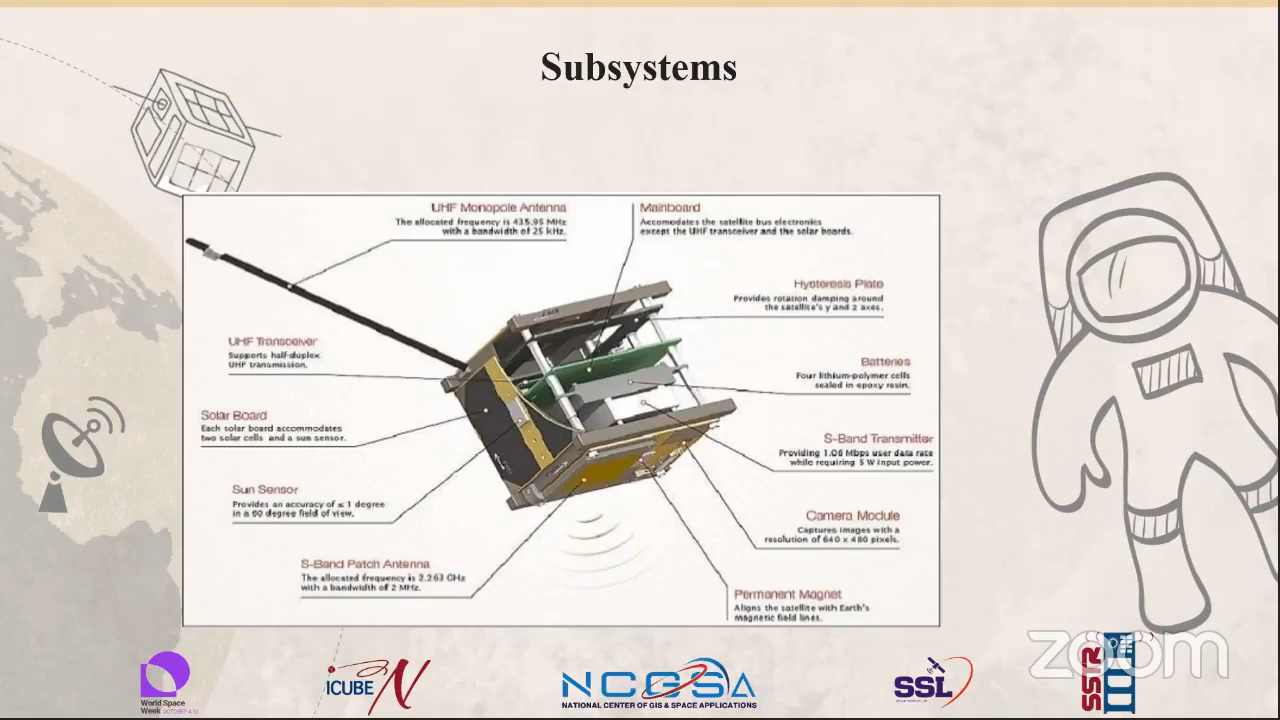 Subsystems
UHF Monopole Antenna
The allocated frequency is 435.95 MHz
with a bandwidth of 25 kHz.
Mainboard
Accomodates the satellite bus electronics
except the UHF transceiver and the solar boards.
Hysteresis Plate
Provides rotation damping around
the satellite's y and z axes.
UHF Transceiver
Supports half-duplex
UHF transmission.
Batteries
Four lithium-polymer cells
sealed in epoxy resin.
Solar Board
Each solar board accommodates
two solar cells and a sun sensor.
S-Band Transmitter
Providing 1.06 Mbps user data rate
while requiring 5 W input power.
Sun Sensor
Provides an accuracy of ≤ 1 degree
in a 60 degree field of view.
Camera Module
Captures images with a
resolution of 640 x 480 pixels.
S-Band Patch Antenna
The allocated frequency is 2.263 GHz
with a bandwidth of 2 MHz.
Permanent Magnet
Aligns the satellite with Earth's
magnetic field lines.
World Space
Week OCTOBER 4-10
ICUBE N
NCGSA
NATIONAL CENTER OF GIS & SPACE APPLICATIONS
SSL
SSR
zoom